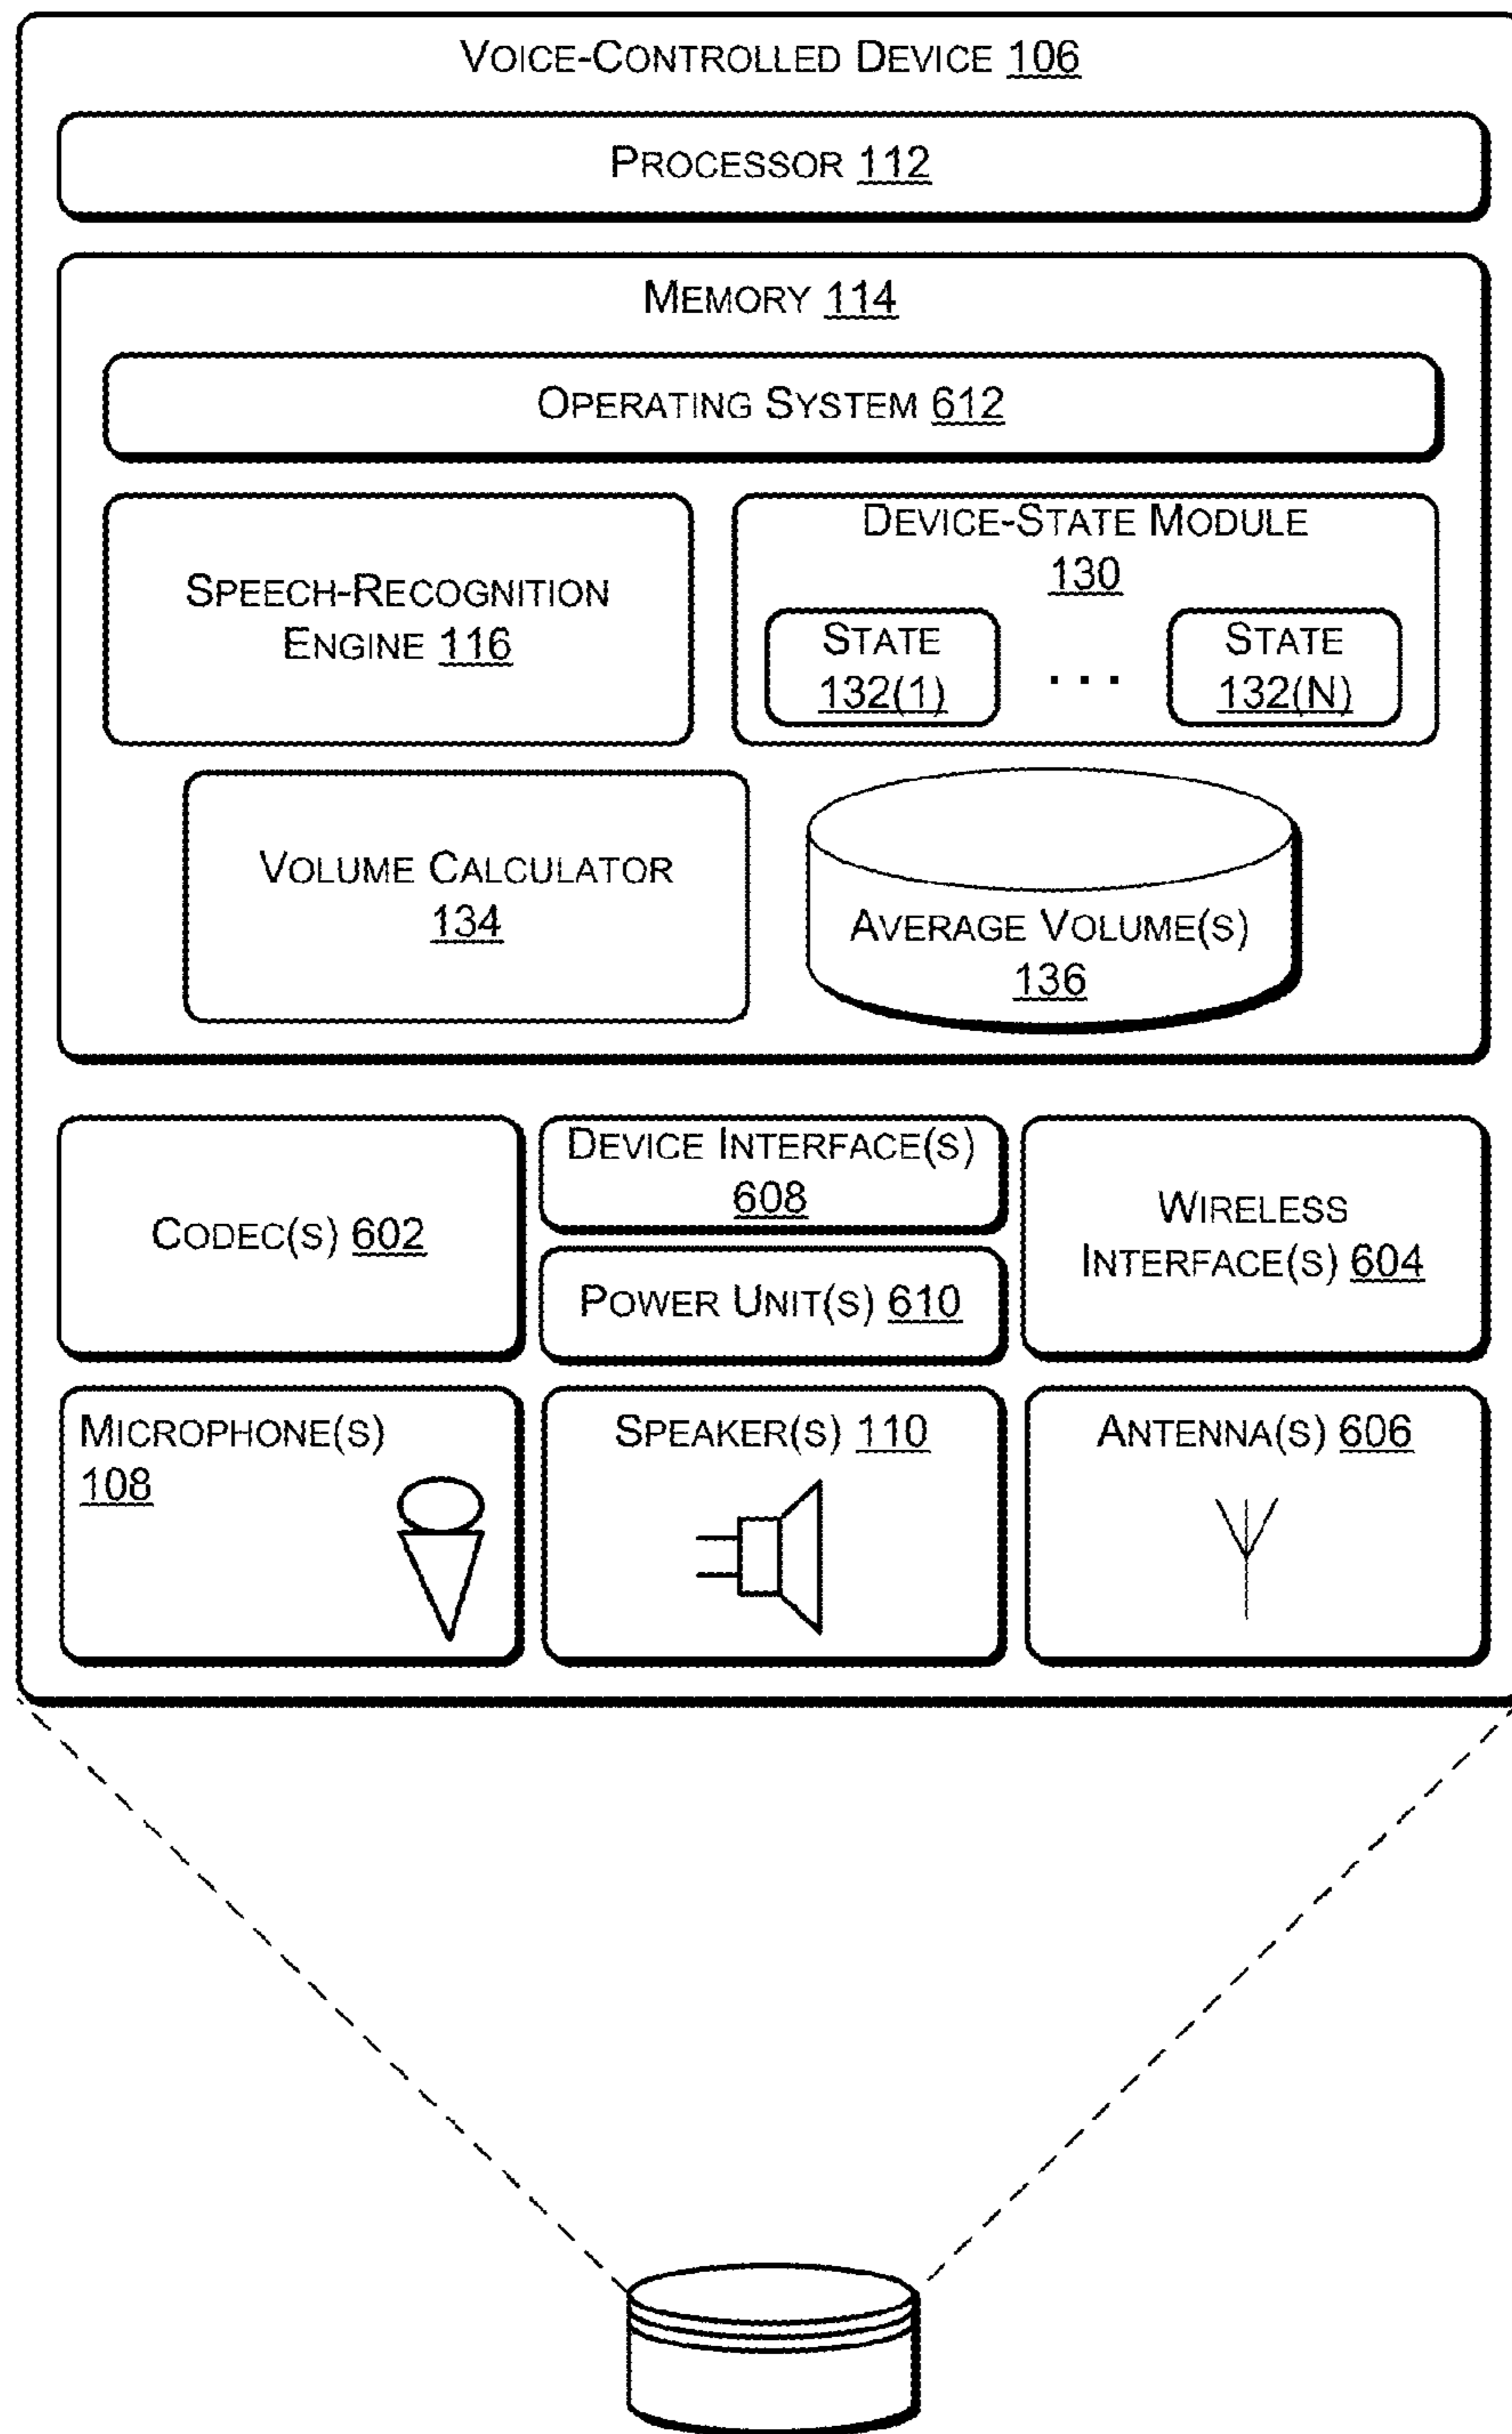 VOICE-CONTROLLED DEVICE 106
PROCESSOR 112
MEMORY 114
OPERATING SYSTEM 612
SPEECH-RECOGNITION
ENGINE 116
DEVICE-STATE MODULE
130
STATE
132(1)
. . .
STATE
132(N)
VOLUME CALCULATOR
134
AVERAGE VOLUME(S)
136
CODEC(S) 602
DEVICE INTERFACE(S)
608
POWER UNIT(S) 610
WIRELESS
INTERFACE(S) 604
MICROPHONE(S)
108
SPEAKER(S) 110
ANTENNA(S) 606